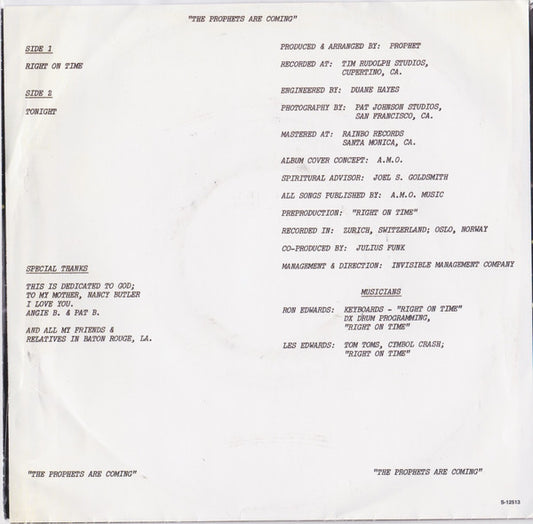 "THE PROPHETS ARE COMING"
SIDE 1
RIGHT ON TIME
SIDE 2
TONIGHT
SPECIAL THANKS
THIS IS DEDICATED TO GOD;
TO MY MOTHER, NANCY BUTLER
I LOVE YOU.
ANGIE B. & PAT B.
AND ALL MY FRIENDS &
RELATIVES IN BATON ROUGE, LA.
PRODUCED & ARRANGED BY: PROPHET
RECORDED AT: TIM RUDOLPH STUDIOS,
CUPERTINO, CA.
ENGINEERED BY: DUANE HAYES
PHOTOGRAPHY BY: PAT JOHNSON STUDIOS,
SAN FRANCISCO, CA.
MASTERED AT: RAINBO RECORDS
SANTA MONICA, CA.
ALBUM COVER CONCEPT: A.M.O.
SPIRITURAL ADVISOR: JOEL S. GOLDSMITH
ALL SONGS PUBLISHED BY: A.M.O. MUSIC
PREPRODUCTION: "RIGHT ON TIME"
RECORDED IN: ZURICH, SWITZERLAND; OSLO, NORWAY
CO-PRODUCED BY: JULIUS FUNK
MANAGEMENT & DIRECTION: INVISIBLE MANAGEMENT COMPANY
MUSICIANS
RON EDWARDS: KEYBOARDS - "RIGHT ON TIME"
DX DRUM PROGRAMMING,
"RIGHT ON TIME"
LES EDWARDS: TOM TOMS, CYMBOL CRASH;
"RIGHT ON TIME"
"THE PROPHETS ARE COMING"
"THE PROPHETS ARE COMING"
S-12513